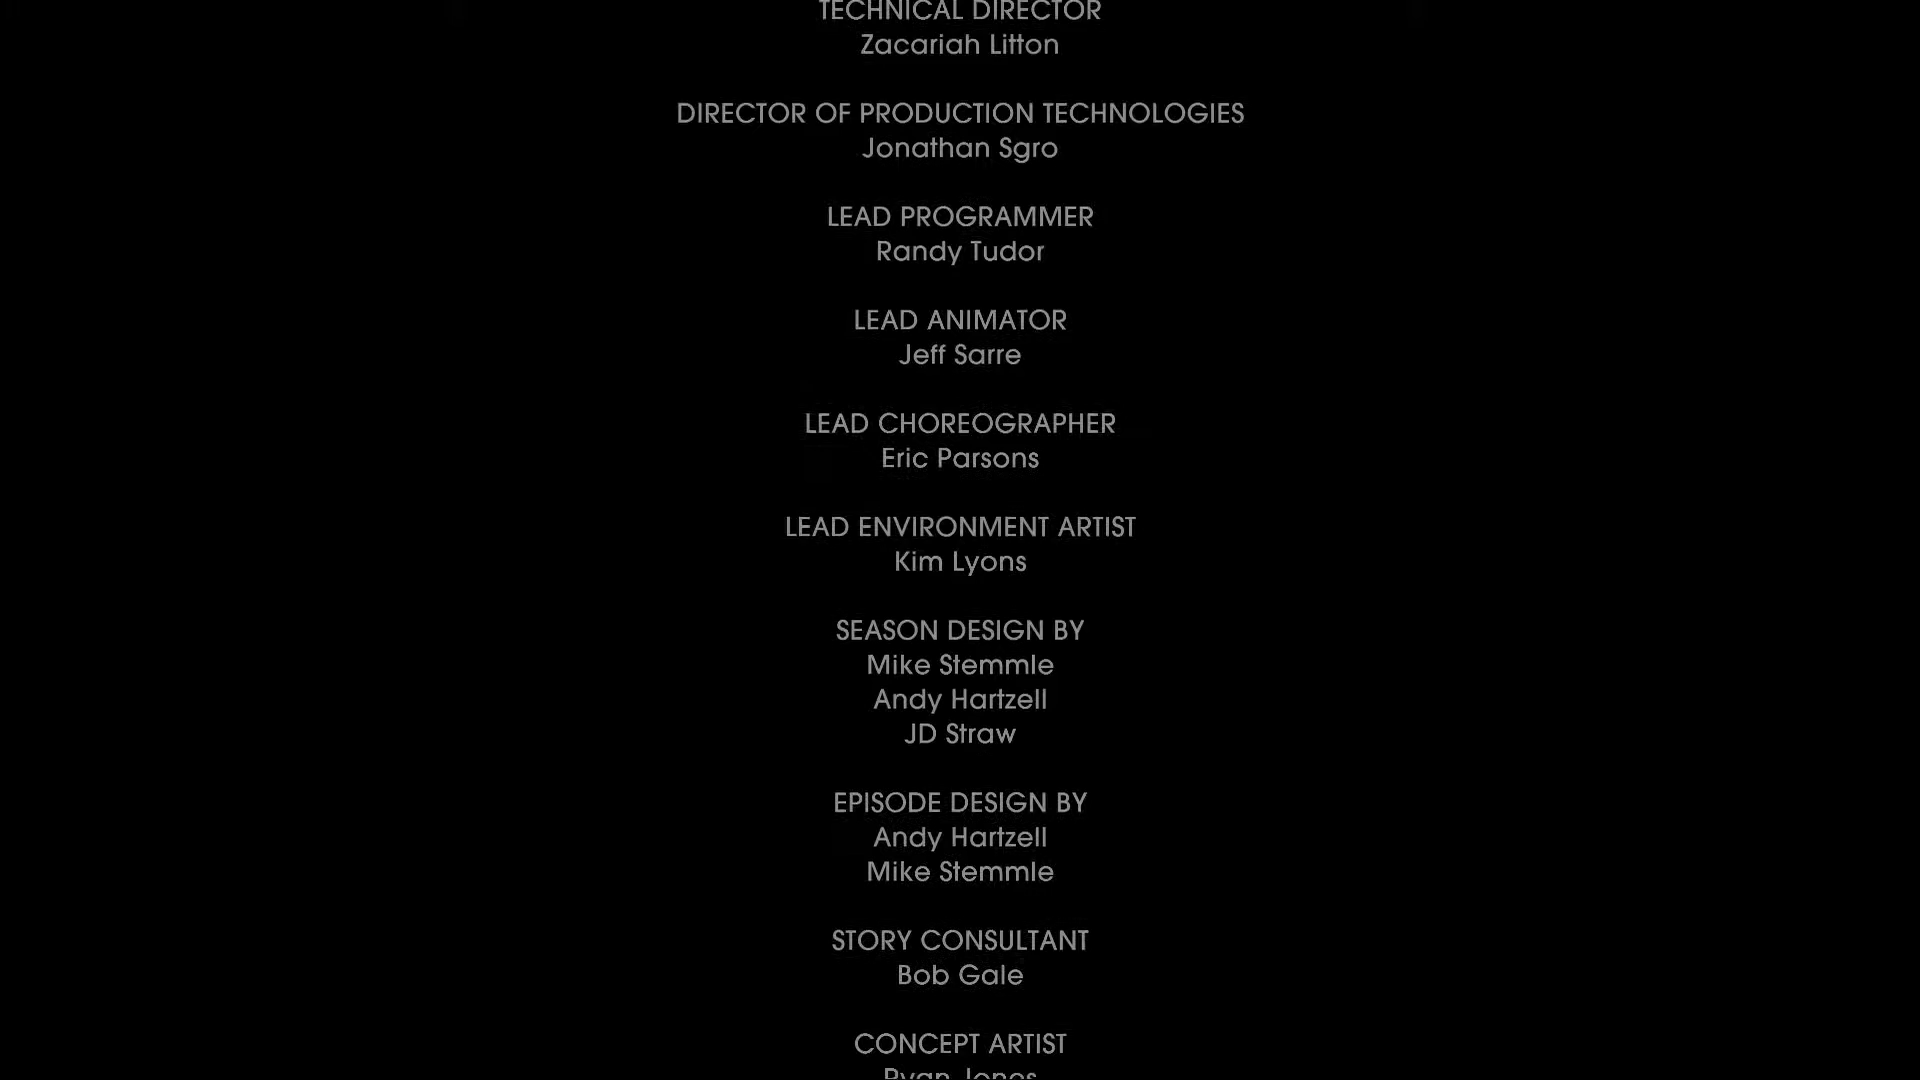 TECHNICAL DIRECTOR
Zacariah Litton
DIRECTOR OF PRODUCTION TECHNOLOGIES
Jonathan Sgro
LEAD PROGRAMMER
Randy Tudor
LEAD ANIMATOR
Jeff Sarre
LEAD CHOREOGRAPHER
Eric Parsons
LEAD ENVIRONMENT ARTIST
Kim Lyons
SEASON DESIGN BY
Mike Stemmle
Andy Hartzell
JD Straw
EPISODE DESIGN BY
Andy Hartzell
Mike Stemmle
STORY CONSULTANT
Bob Gale
CONCEPT ARTIST
Ryan Jones